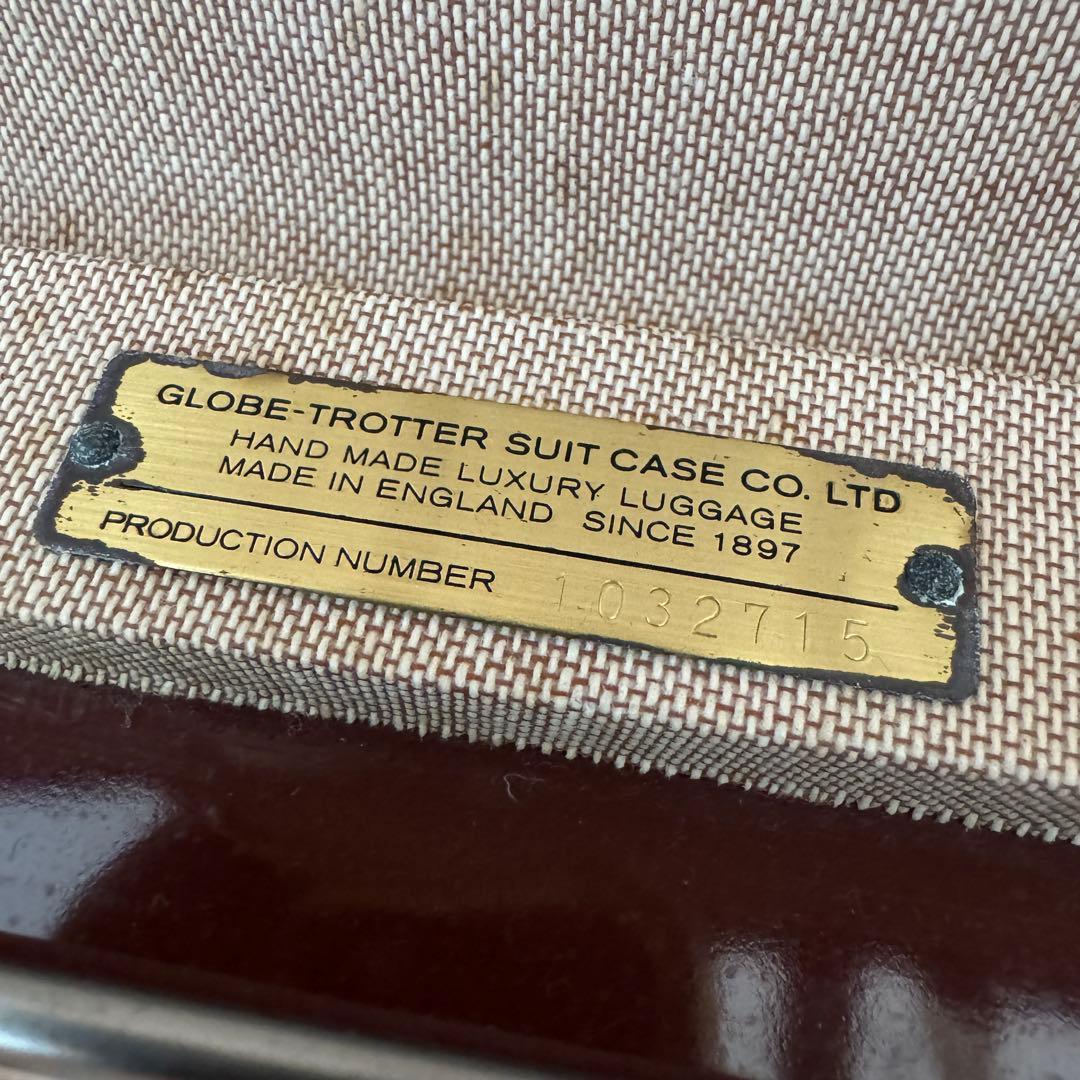 GLOBE-TROTTER SUIT CASE CO. LTD
HAND MADE LUXURY LUGGAGE
MADE IN ENGLAND SINCE 1897
PRODUCTION NUMBER 1032715